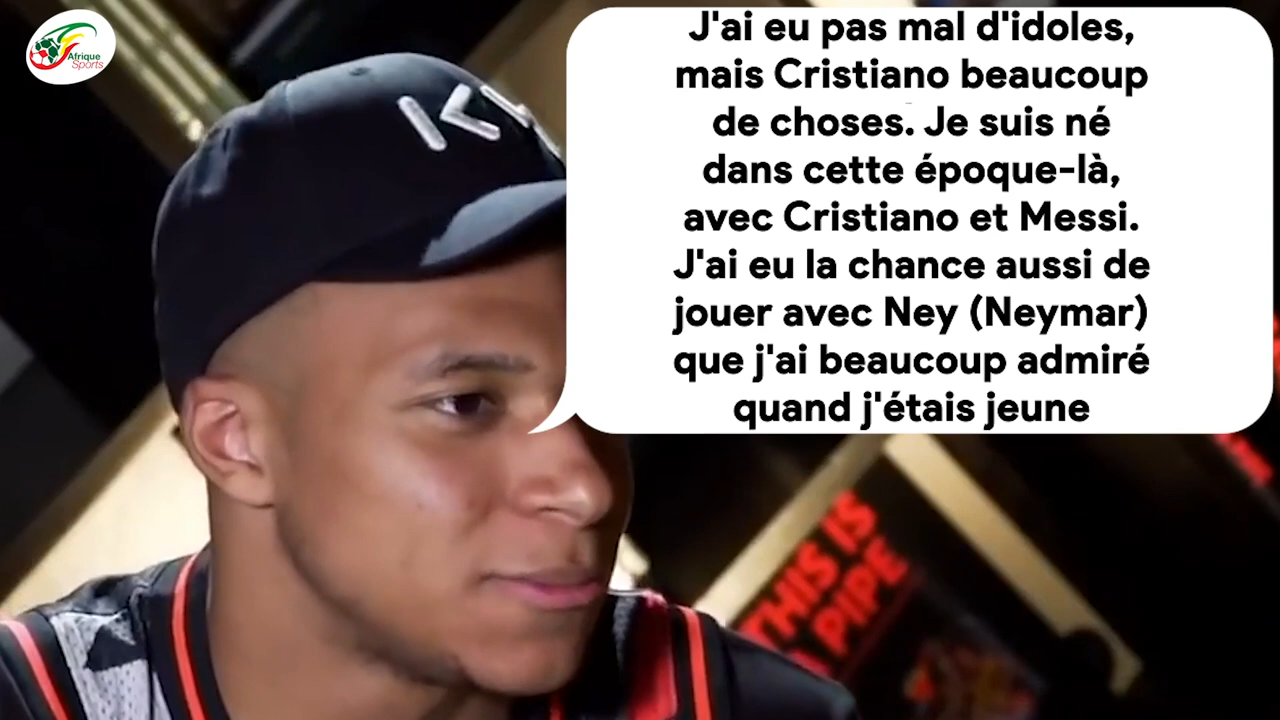 Afrique
Sports
J'ai eu pas mal d'idoles,
mais Cristiano beaucoup
de choses. Je suis né
dans cette époque-là,
avec Cristiano et Messi.
J'ai eu la chance aussi de
jouer avec Ney (Neymar)
que j'ai beaucoup admiré
quand j'étais jeune
THIS IS
PIPE